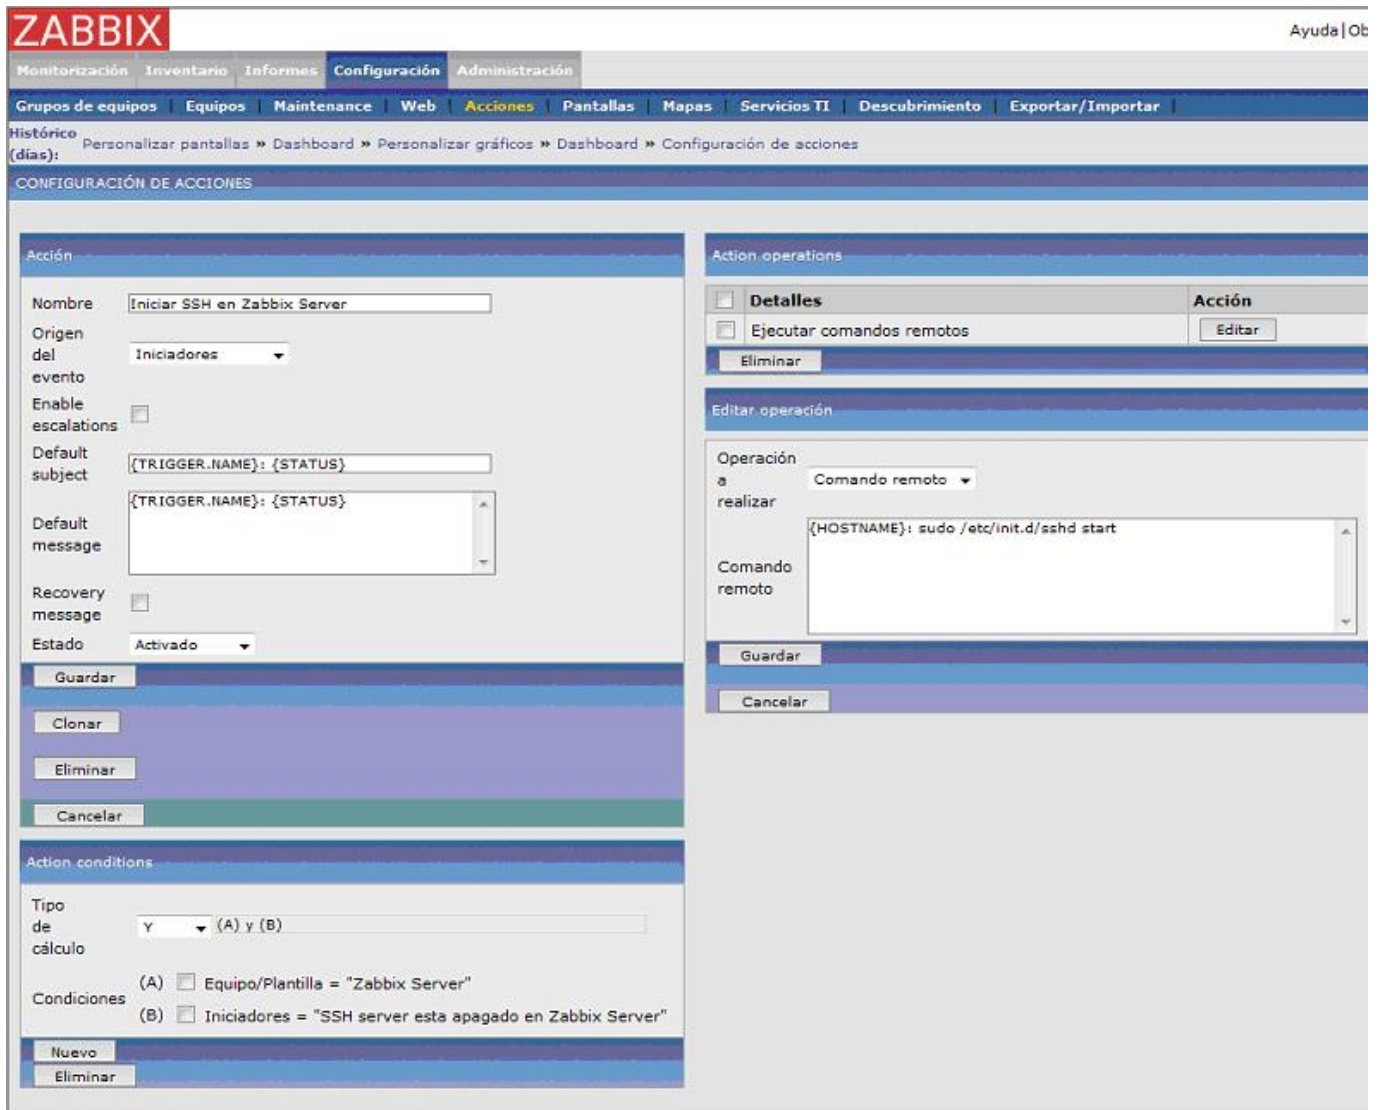 ZABBIX
Ayuda|Ob
Monitorización Inventario Informes Configuración Administración
Grupos de equipos | Equipos | Maintenance | Web | Acciones | Pantallas | Mapas | Servicios TI | Descubrimiento | Exportar/Importar |
Histórico (días): Personalizar pantallas » Dashboard » Personalizar gráficos » Dashboard » Configuración de acciones
CONFIGURACIÓN DE ACCIONES
Acción
Nombre Iniciar SSH en Zabbix Server
Origen del evento Iniciadores
Enable escalations
Default subject {TRIGGER.NAME}: {STATUS}
Default message {TRIGGER.NAME}: {STATUS}
Recovery message
Estado Activado
Guardar
Clonar
Eliminar
Cancelar
Action conditions
Tipo de cálculo Y (A) y (B)
Condiciones
(A) Equipo/Plantilla = "Zabbix Server"
(B) Iniciadores = "SSH server esta apagado en Zabbix Server"
Nuevo
Eliminar
Action operations
Detalles Acción
Ejecutar comandos remotos Editar
Eliminar
Editar operación
Operación a realizar Comando remoto
Comando remoto {HOSTNAME}: sudo /etc/init.d/sshd start
Guardar
Cancelar